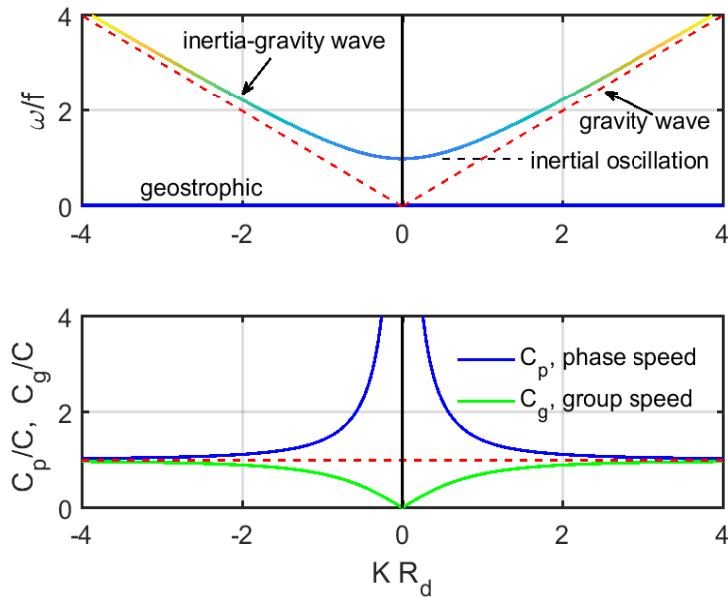 4
inertia-gravity wave
ω/f
2
gravity wave
inertial oscillation
geostrophic
0
-4 -2 0 2 4
4
C_p, phase speed
C_g, group speed
C_p/C, C_g/C
2
0
-4 -2 0 2 4
K R_d